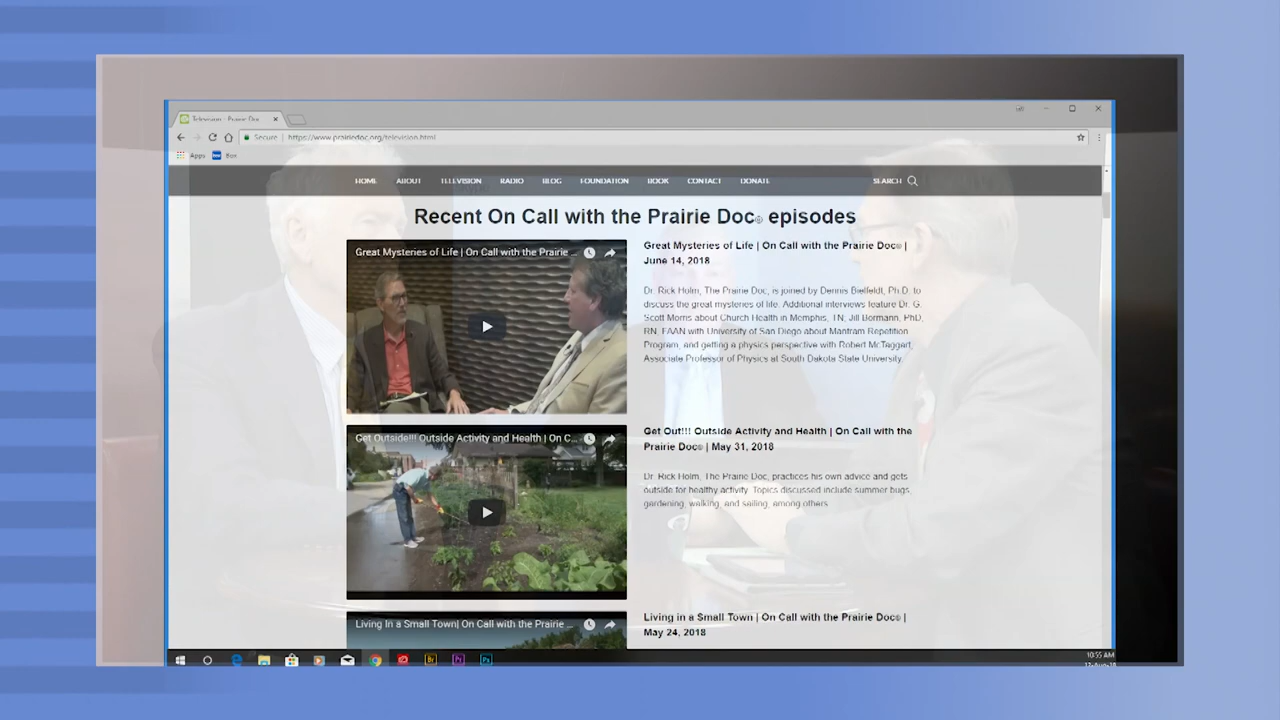 Television - Prairie Doc
Secure | https://www.prairiedoc.org/television.html
Apps Box
HOME ABOUT TELEVISION RADIO BLOG FOUNDATION BOOK CONTACT DONATE SEARCH
Recent On Call with the Prairie Doc® episodes
Great Mysteries of Life | On Call with the Prairie ...
Great Mysteries of Life | On Call with the Prairie Doc® |
June 14, 2018
Dr. Rick Holm, The Prairie Doc, is joined by Dennis Bielfeldt, Ph.D. to
discuss the great mysteries of life. Additional interviews feature Dr. G.
Scott Morris about Church Health in Memphis, TN, Jill Bormann, PhD,
RN, FAAN with University of San Diego about Mantram Repetition
Program, and getting a physics perspective with Robert McTaggart,
Associate Professor of Physics at South Dakota State University.
Get Outside!!! Outside Activity and Health | On C...
Get Out!!! Outside Activity and Health | On Call with the
Prairie Doc® | May 31, 2018
Dr. Rick Holm, The Prairie Doc, practices his own advice and gets
outside for healthy activity. Topics discussed include summer bugs,
gardening, walking, and sailing, among others.
Living In a Small Town| On Call with the Prairie ...
Living in a Small Town | On Call with the Prairie Doc® |
May 24, 2018
Br Pr Ps
10:55 AM